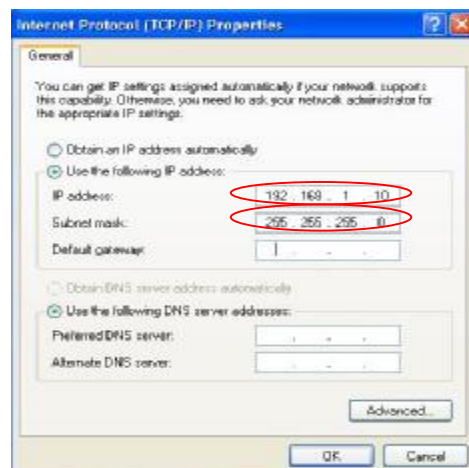 Internet Protocol (TCP/IP) Properties
General
You can get IP settings assigned automatically if your network supports
this capability. Otherwise, you need to ask your network administrator for
the appropriate IP settings.
Obtain an IP address automatically
Use the following IP address:
IP address: 192 . 168 . 1 . 10
Subnet mask: 255 . 255 . 255 . 0
Default gateway: . . .
Obtain DNS server address automatically
Use the following DNS server addresses:
Preferred DNS server: . . .
Alternate DNS server: . . .
Advanced...
OK Cancel